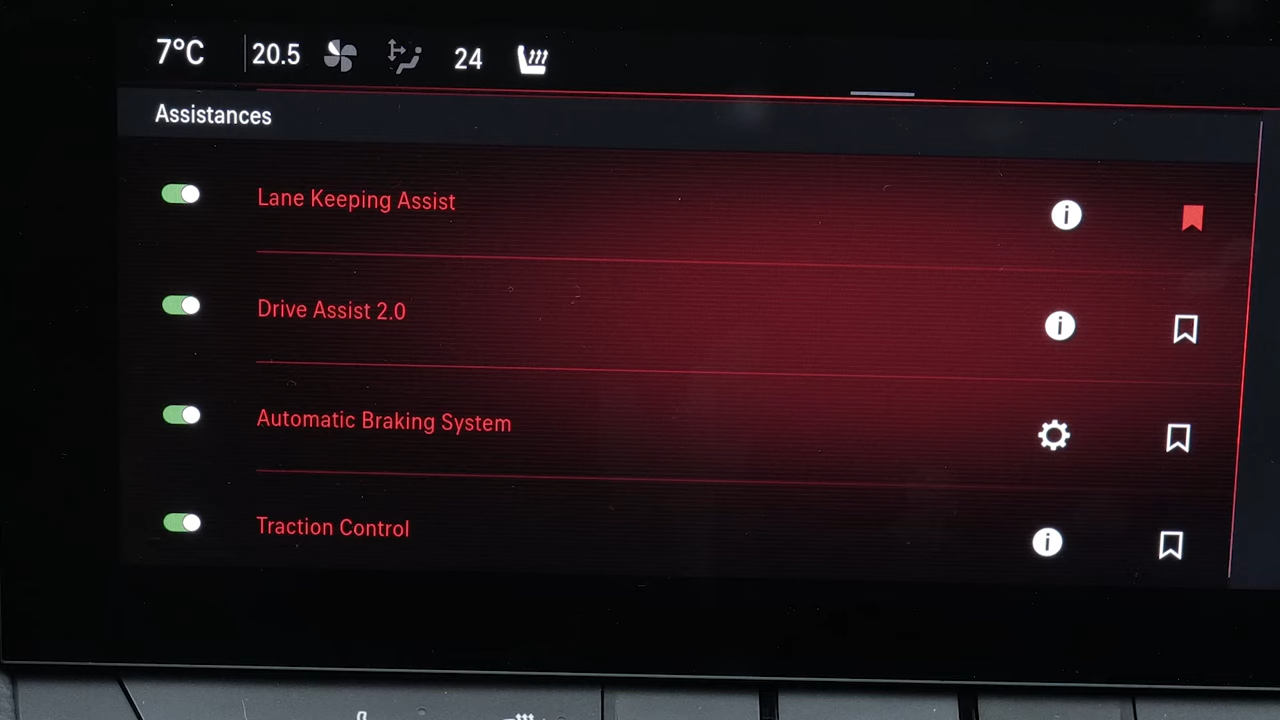 7°C 20.5 24
Assistances
Lane Keeping Assist
Drive Assist 2.0
Automatic Braking System
Traction Control